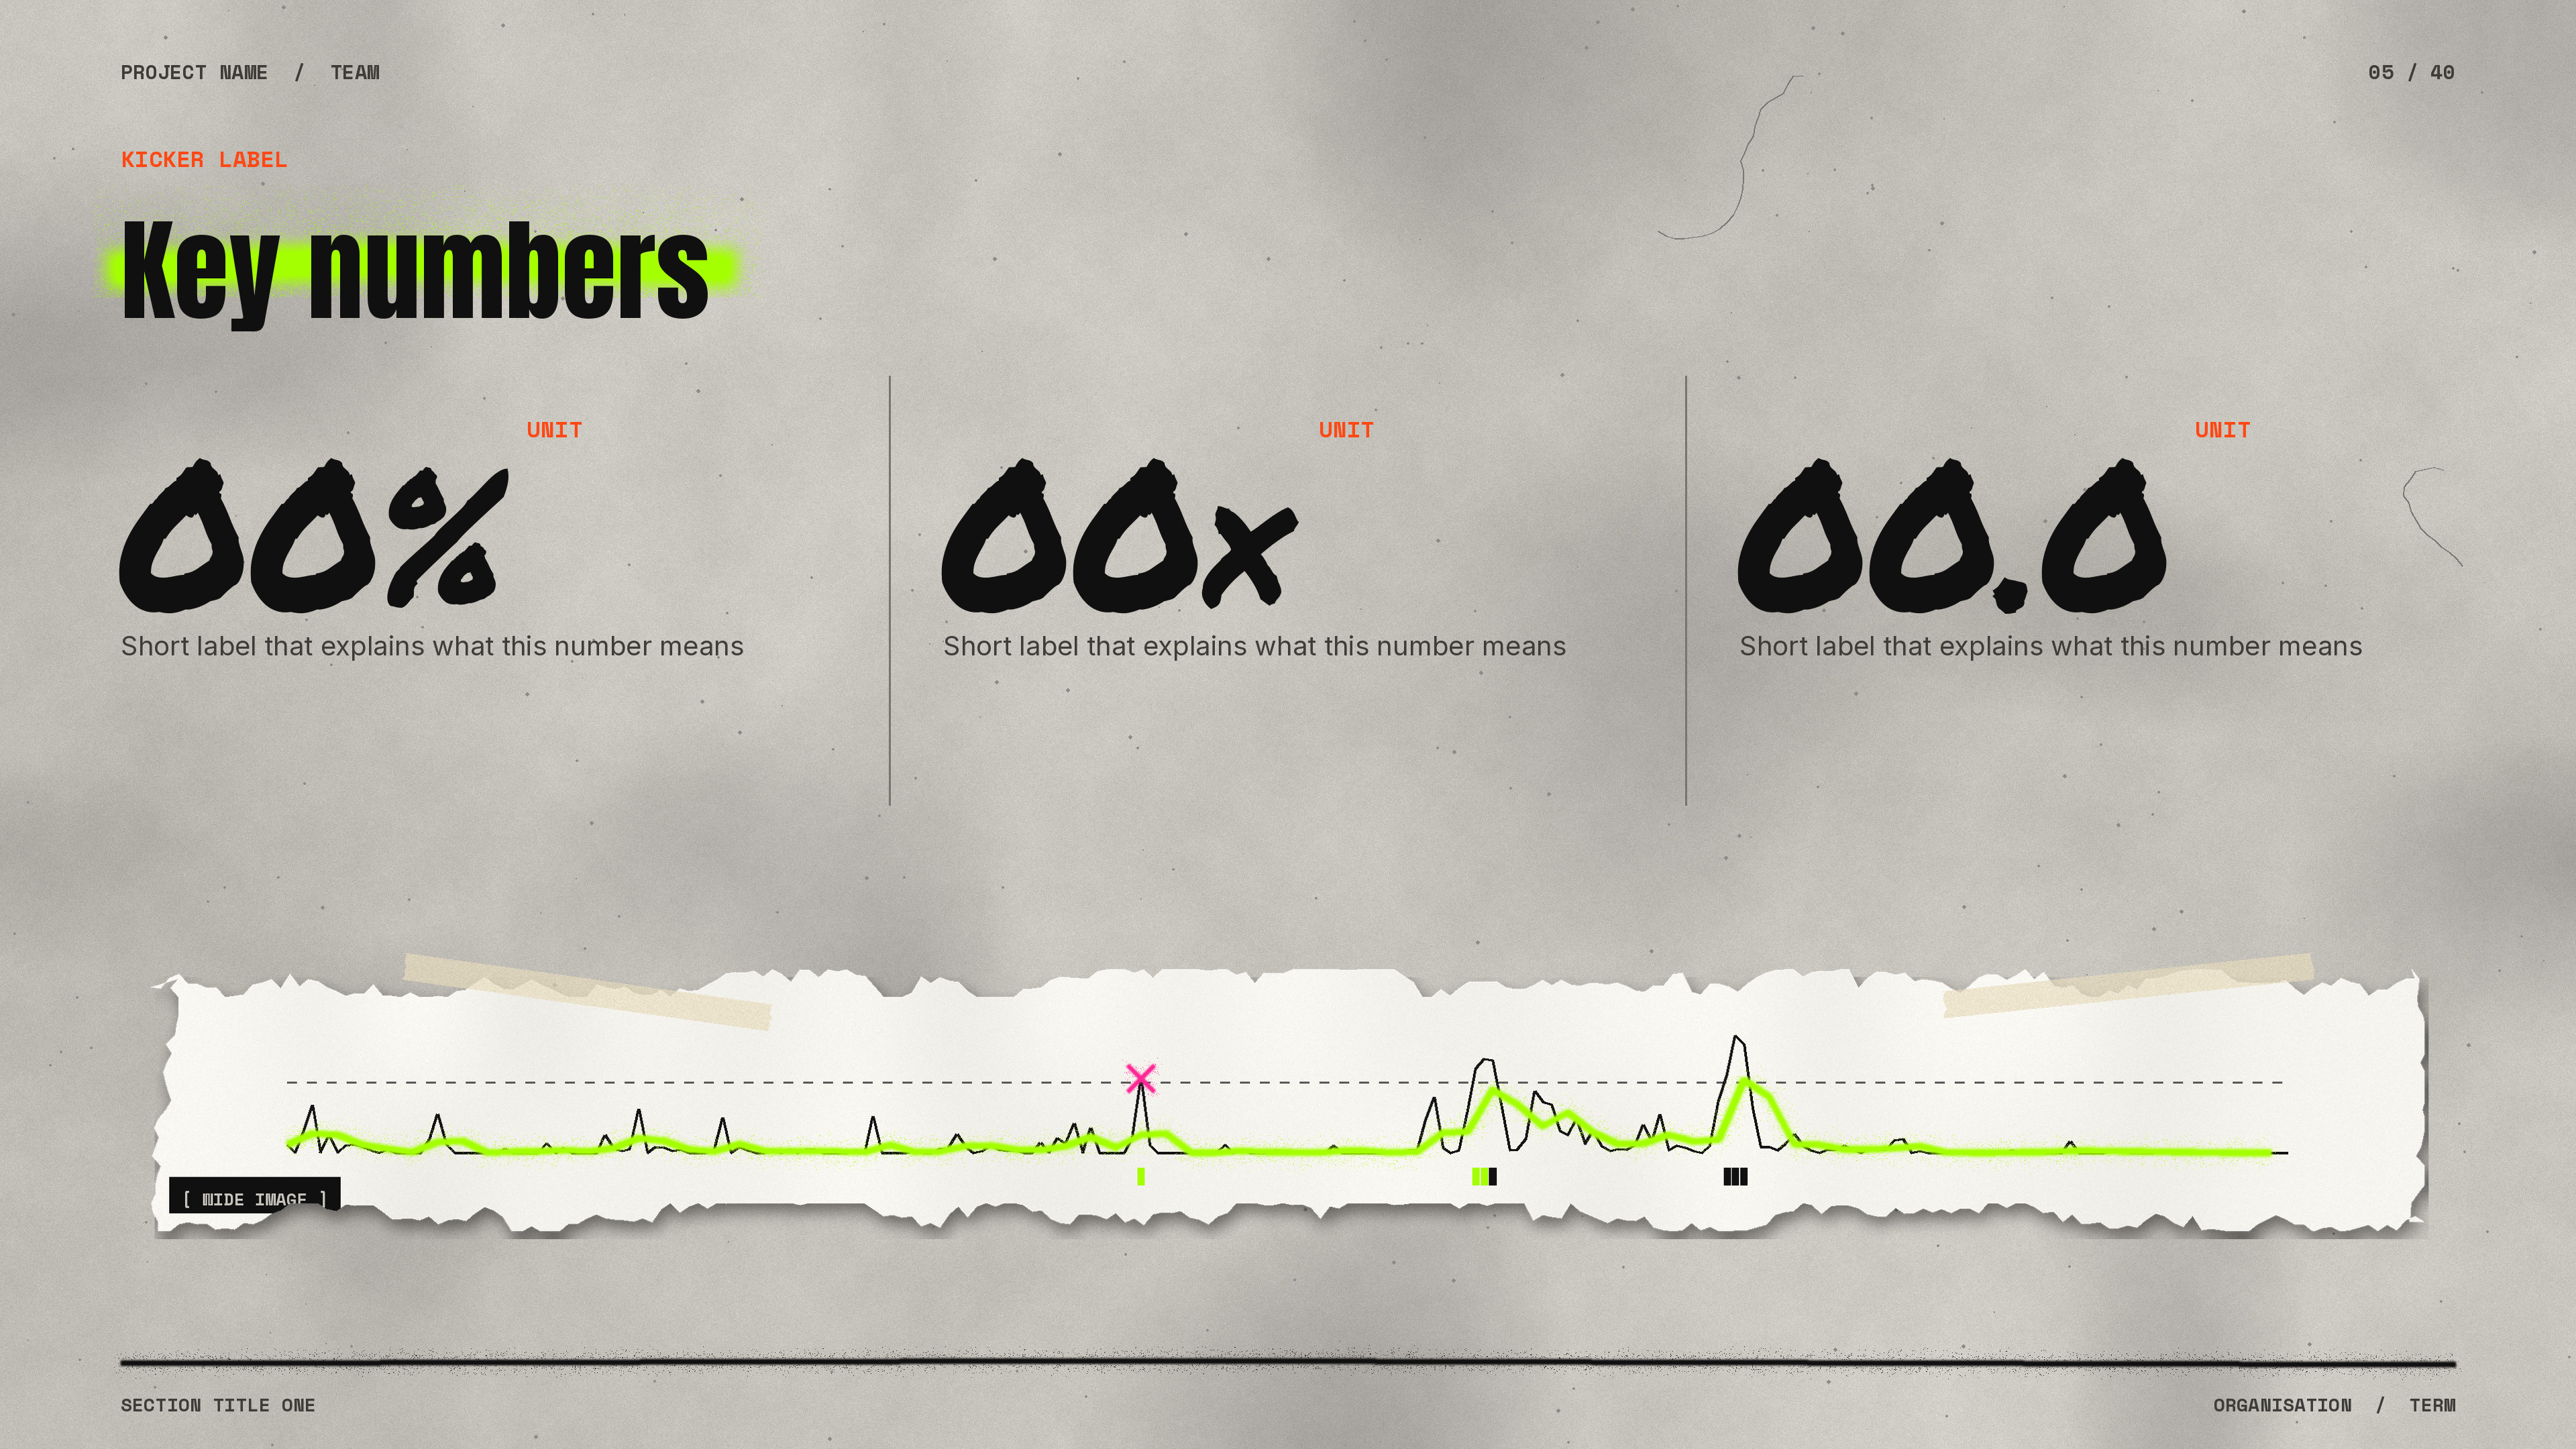 PROJECT NAME / TEAM
05 / 40
KICKER LABEL
Key numbers
UNIT
00%
Short label that explains what this number means
UNIT
00x
Short label that explains what this number means
UNIT
00.0
Short label that explains what this number means
[ WIDE IMAGE ]
SECTION TITLE ONE
ORGANISATION / TERM